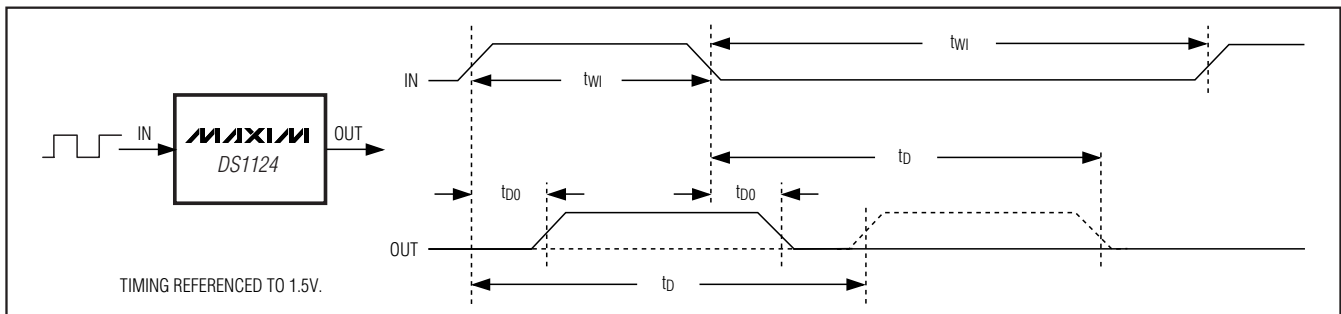 tWI
IN
tWI
IN
MAXIM
DS1124
OUT
tD
tD0
tD0
OUT
tD
TIMING REFERENCED TO 1.5V.